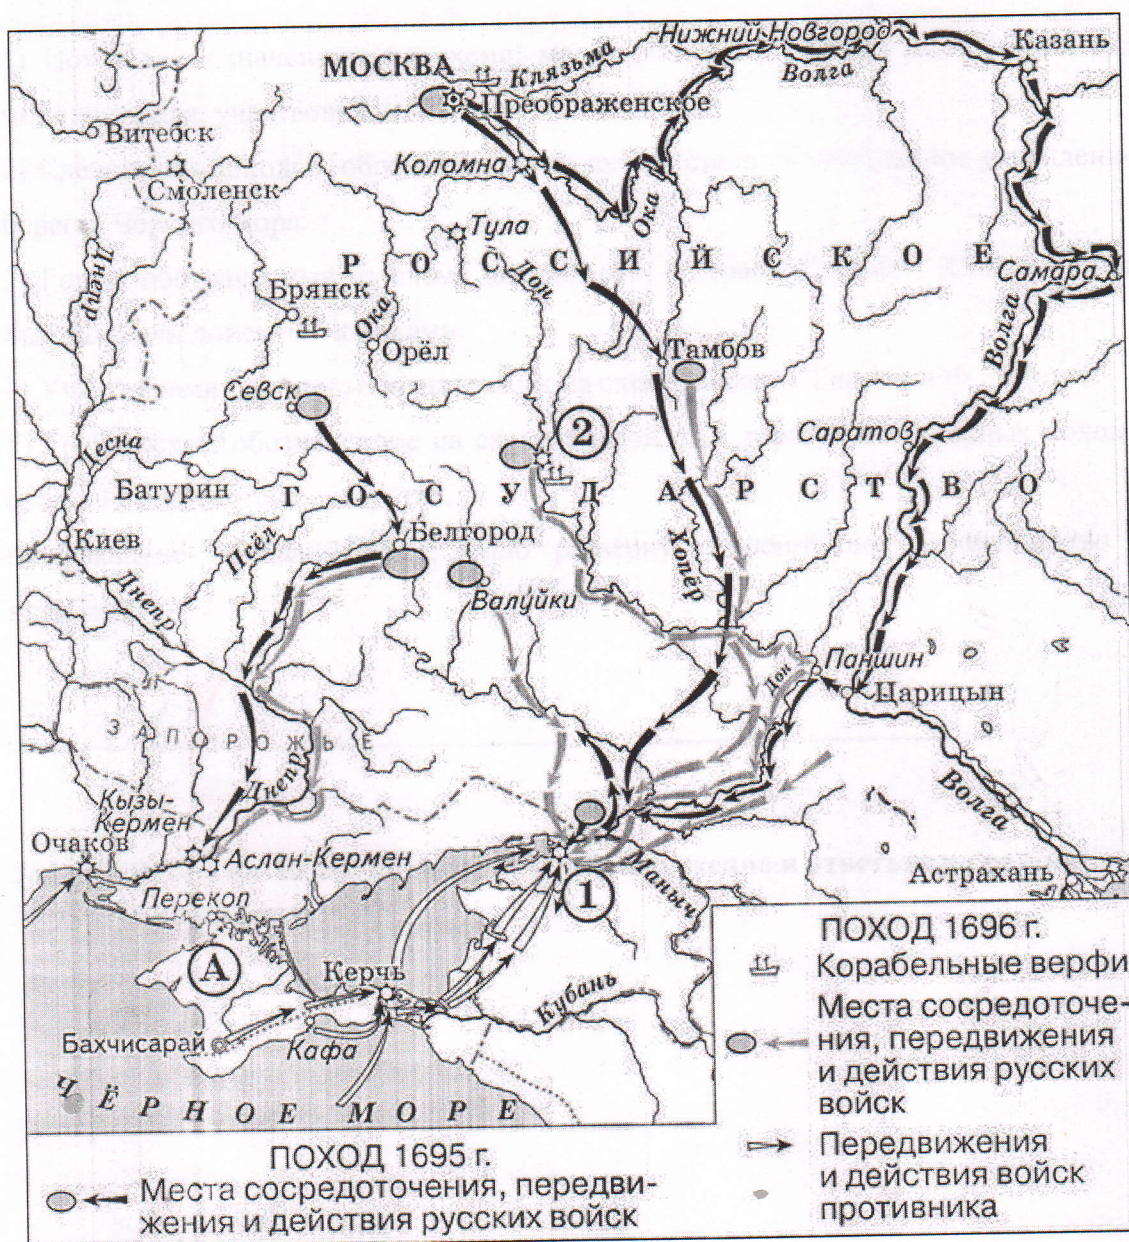 Нижний Новгород
Казань
МОСКВА
Клязьма
Волга
Преображенское
Витебск
Коломна
Смоленск
Ока
Тула
Днепр
РОССИЙСКОЕ
Дон
Самара
Брянск
Ока
Волга
Орёл
Тамбов
Севск
2
Саратов
Десна
Батурин
ГОСУДАРСТВО
Киев
Псёл
Белгород
Хопёр
Валуйки
Днепр
Дон
Паншин
Царицын
ЗАПОРОЖЬЕ
Днепр
Волга
Кызы-
Кермен
Очаков
Аслан-Кермен
Маныч
Астрахань
Перекоп
1
А
Керчь
Кубань
Бахчисарай
Кафа
ЧЁРНОЕ МОРЕ
ПОХОД 1696 г.
Корабельные верфи
Места сосредоточе-
ния, передвижения
и действия русских
войск
Передвижения
и действия войск
противника
ПОХОД 1695 г.
Места сосредоточения, передви-
жения и действия русских войск